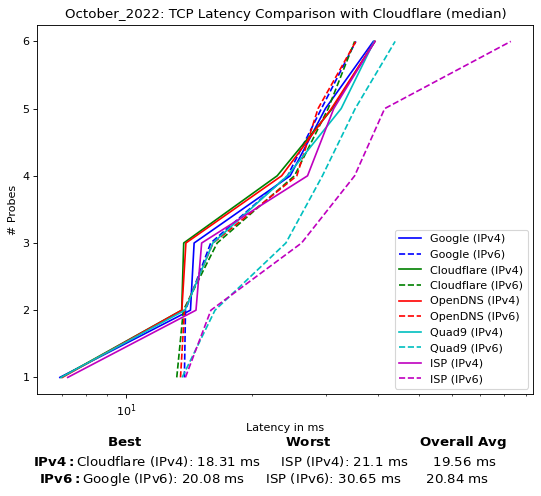 October_2022: TCP Latency Comparison with Cloudflare (median)
6
5
4
3
2
1
# Probes
10^1
Latency in ms
Google (IPv4)
Google (IPv6)
Cloudflare (IPv4)
Cloudflare (IPv6)
OpenDNS (IPv4)
OpenDNS (IPv6)
Quad9 (IPv4)
Quad9 (IPv6)
ISP (IPv4)
ISP (IPv6)
Best Worst Overall Avg
IPv4: Cloudflare (IPv4): 18.31 ms ISP (IPv4): 21.1 ms 19.56 ms
IPv6: Google (IPv6): 20.08 ms ISP (IPv6): 30.65 ms 20.84 ms